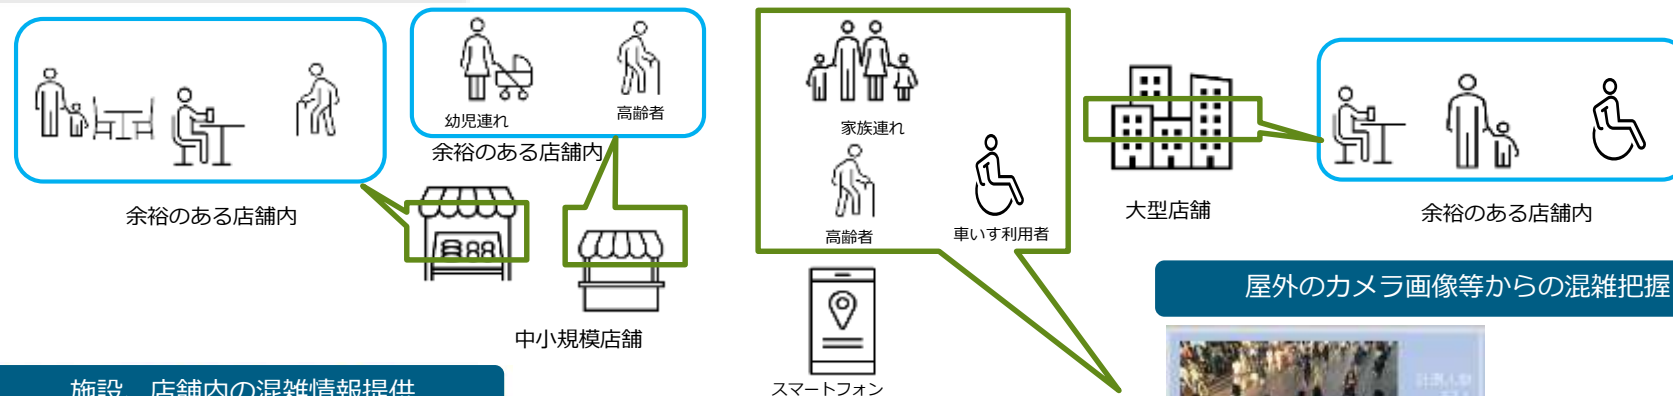 幼児連れ
高齢者
余裕のある店舗内
余裕のある店舗内
中小規模店舗
家族連れ
高齢者
車いす利用者
スマートフォン
大型店舗
余裕のある店舗内
屋外のカメラ画像等からの混雑把握
施設 店舗内の混雑情報提供